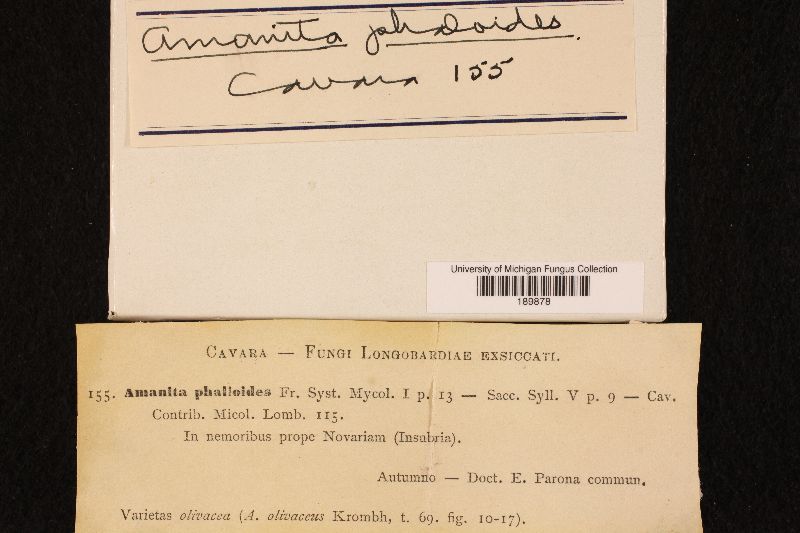 Amanita phaloides.
Cavara 155
University of Michigan Fungus Collection
189878
CAVARA — FUNGI LONGOBARDIAE EXSICCATI.
155. Amanita phalloides Fr. Syst. Mycol. I p. 13 — Sacc. Syll. V p. 9 — Cav.
Contrib. Micol. Lomb. 115.
In nemoribus prope Novariam (Insubria).
Autumno — Doct. E. Parona commun.
Varietas olivacea (A. olivaceus Krombh, t. 69. fig. 10-17).